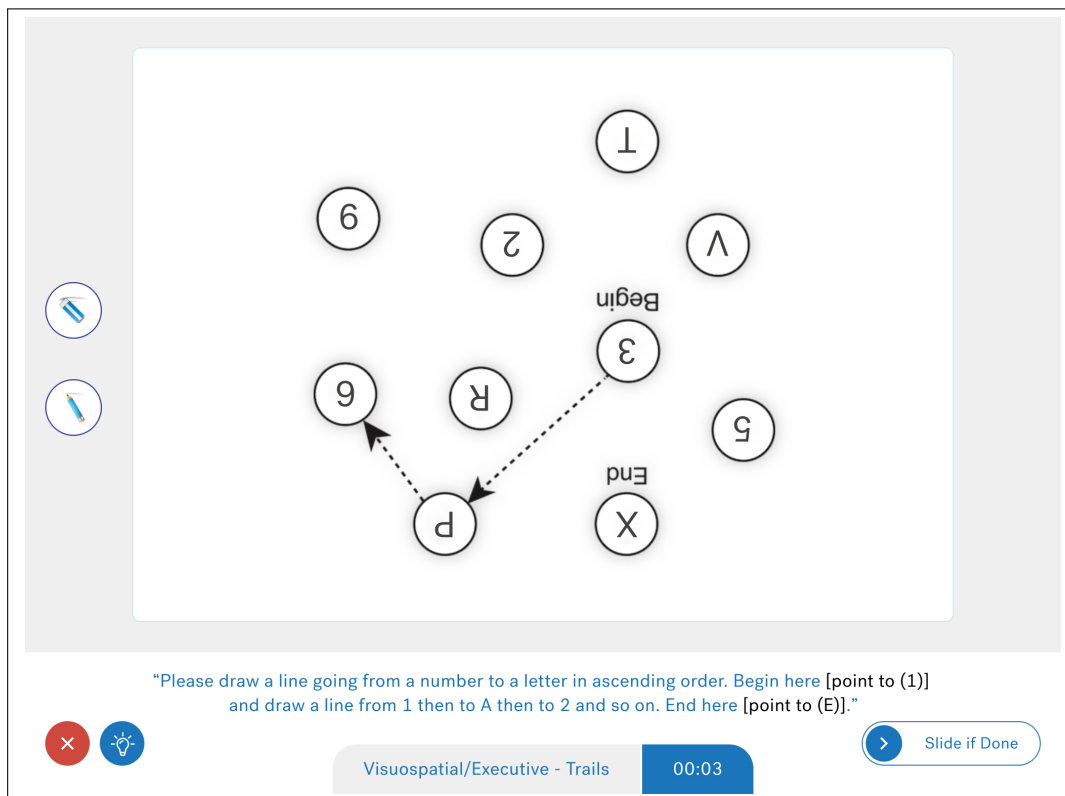 T
9
2
V
Begin
3
6
R
5
End
P
X
“Please draw a line going from a number to a letter in ascending order. Begin here [point to (1)]
and draw a line from 1 then to A then to 2 and so on. End here [point to (E)].”
Slide if Done
Visuospatial/Executive - Trails
00:03